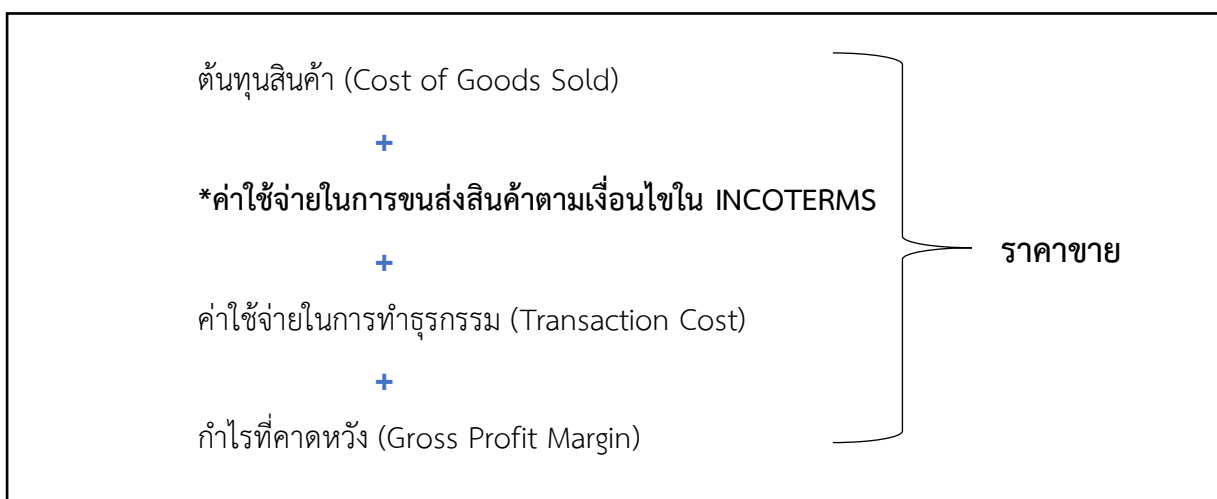 ต้นทุนสินค้า (Cost of Goods Sold)
+
*ค่าใช้จ่ายในการขนส่งสินค้าตามเงื่อนไขใน INCOTERMS
+
ราคาขาย
ค่าใช้จ่ายในการทำธุรกรรม (Transaction Cost)
+
กำไรที่คาดหวัง (Gross Profit Margin)